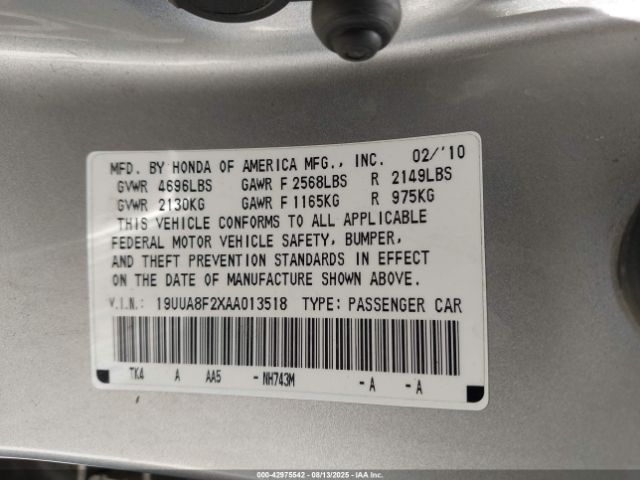 MFD. BY HONDA OF AMERICA MFG., INC. 02/'10
GVWR 4696LBS GAWR F 2568LBS R 2149LBS
GVWR 2130KG GAWR F 1165KG R 975KG
THIS VEHICLE CONFORMS TO ALL APPLICABLE
FEDERAL MOTOR VEHICLE SAFETY, BUMPER,
AND THEFT PREVENTION STANDARDS IN EFFECT
ON THE DATE OF MANUFACTURE SHOWN ABOVE.
V.I.N.: 19UUA8F2XAA013518 TYPE: PASSENGER CAR
TK4 A AA5 - NH743M - A - A
000-42975542 - 08/13/2025 - IAA Inc.